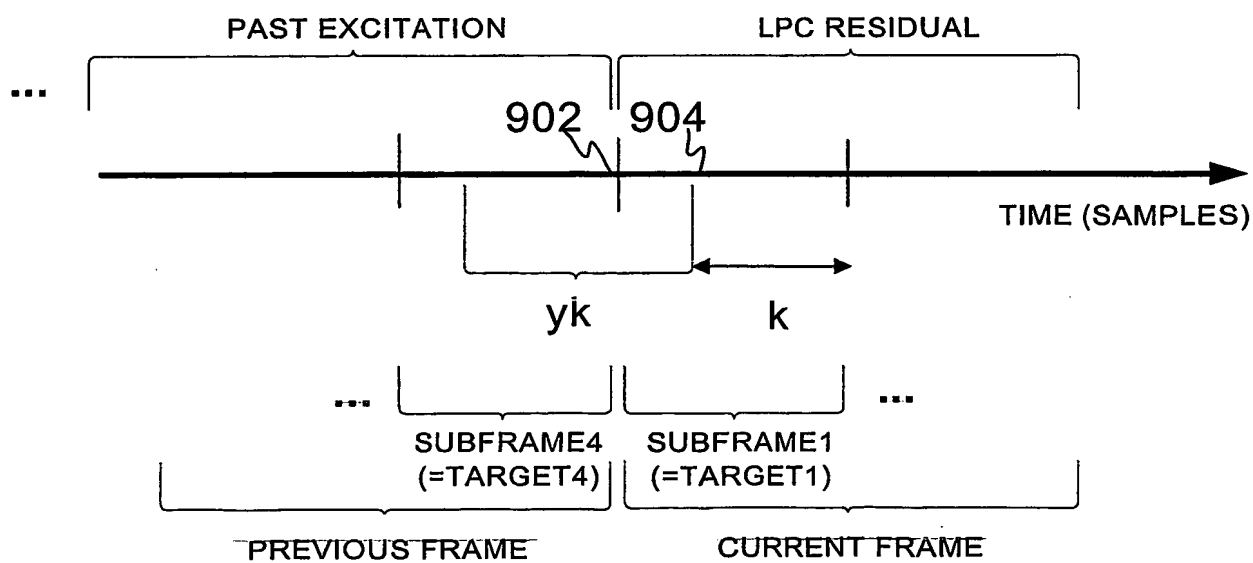 PAST EXCITATION
LPC RESIDUAL
...
902
904
TIME (SAMPLES)
yk
k
...
...
SUBFRAME4
(=TARGET4)
SUBFRAME1
(=TARGET1)
PREVIOUS FRAME
CURRENT FRAME